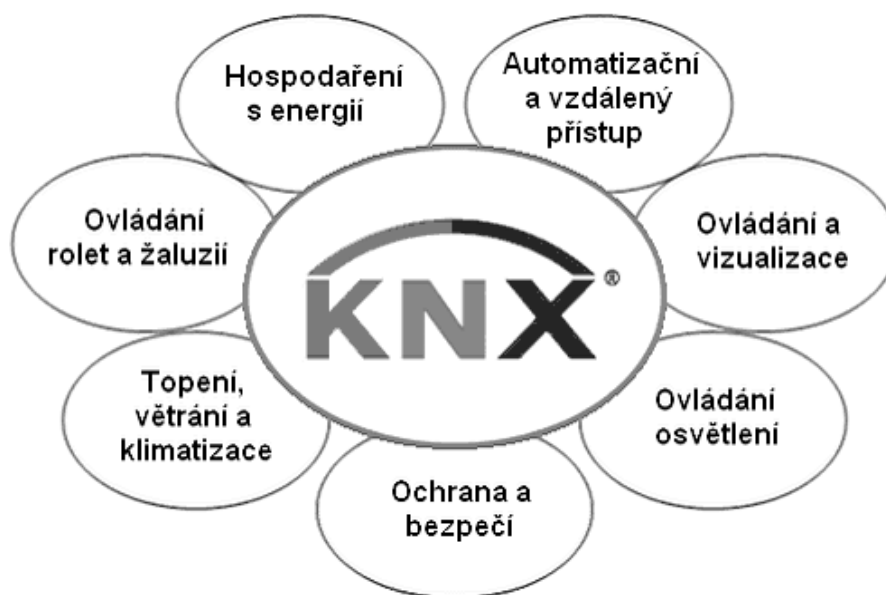 Hospodaření
s energií
Automatizační
a vzdálený
přístup
Ovládání
rolet a žaluzií
Ovládání a
vizualizace
KNX®
Topení,
větrání a
klimatizace
Ovládání
osvětlení
Ochrana a
bezpečí